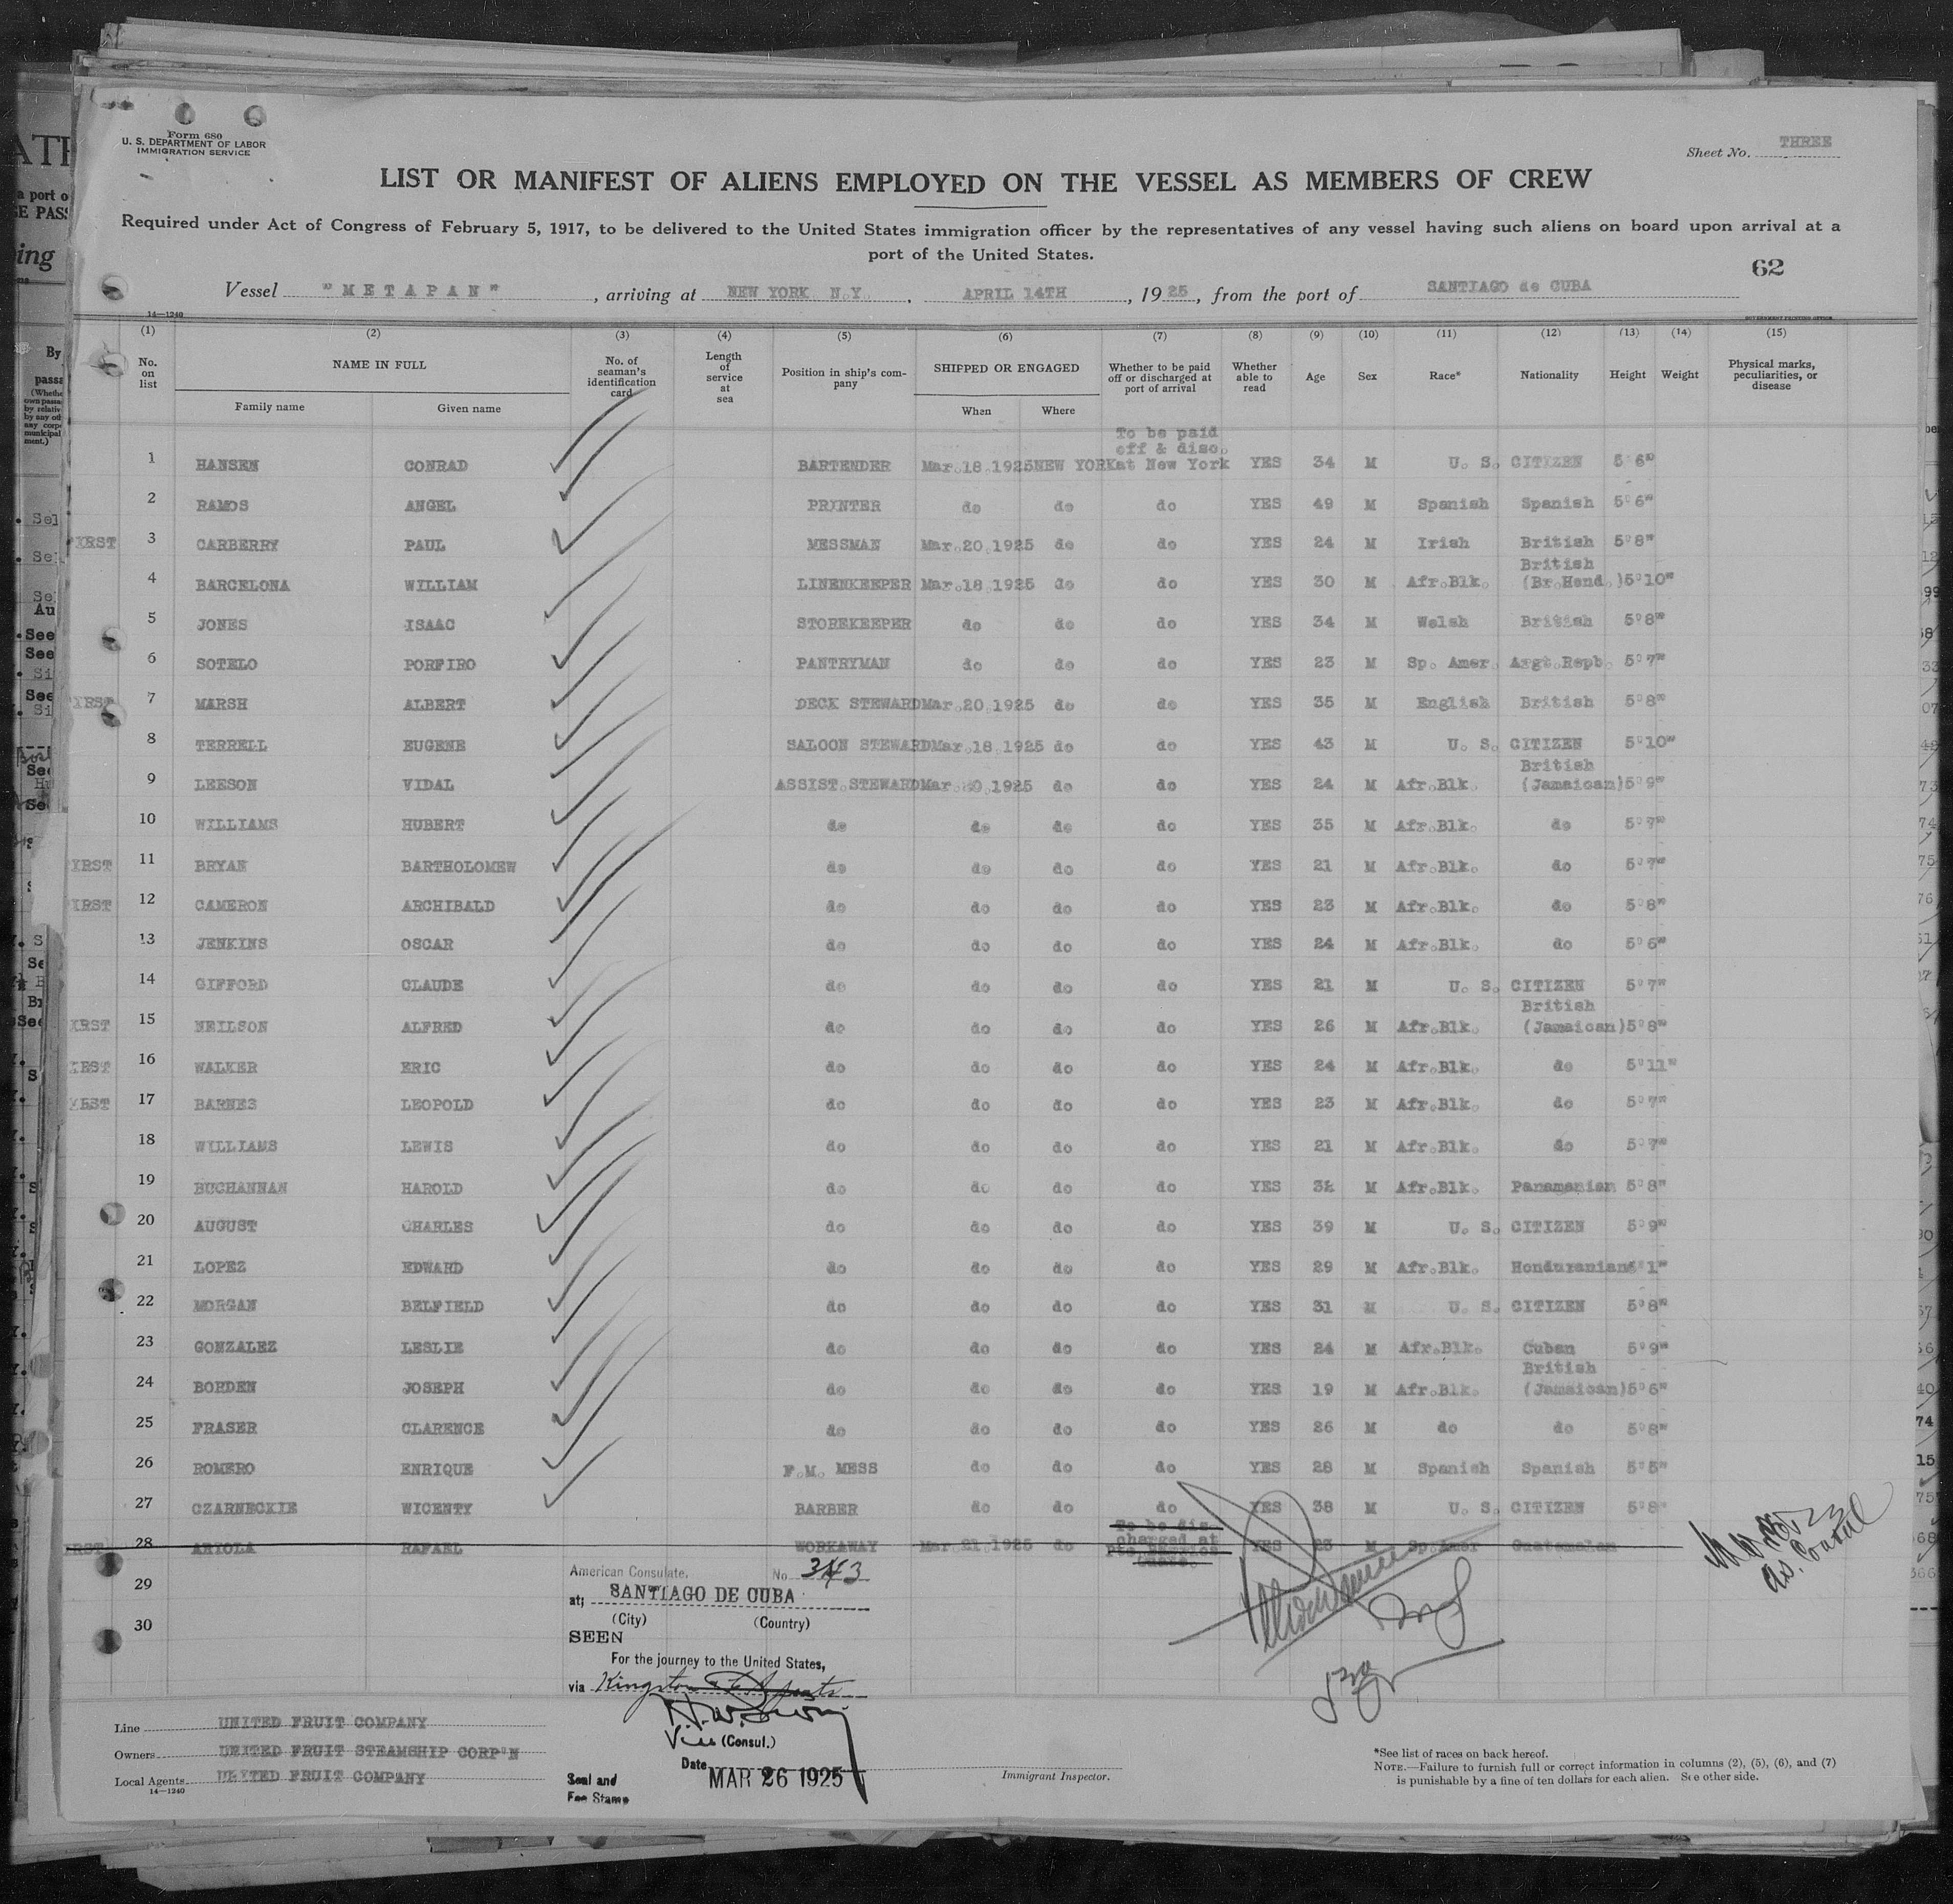 Form 680
U. S. DEPARTMENT OF LABOR
IMMIGRATION SERVICE
Sheet No. THREE
LIST OR MANIFEST OF ALIENS EMPLOYED ON THE VESSEL AS MEMBERS OF CREW
Required under Act of Congress of February 5, 1917, to be delivered to the United States immigration officer by the representatives of any vessel having such aliens on board upon arrival at a
port of the United States.
62
Vessel "METAPAN", arriving at NEW YORK N.Y., APRIL 14TH, 1925, from the port of SANTIAGO de CUBA
14—1240
(1) (2) (3) (4) (5) (6) (7) (8) (9) (10) (11) (12) (13) (14) (15)
No. on list
NAME IN FULL
Family name Given name
No. of seaman's identification card
Length of service at sea
Position in ship's company
SHIPPED OR ENGAGED
When Where
Whether to be paid off or discharged at port of arrival
Whether able to read
Age Sex Race* Nationality Height Weight
Physical marks, peculiarities, or disease
To be paid
off & disc.
1 HANSEN CONRAD BARTENDER Mar.18.1925 NEW YORK at New York YES 34 M U. S. CITIZEN 5'6"
2 RAMOS ANGEL PRINTER do do do YES 49 M Spanish Spanish 5'6"
3 CARBERRY PAUL MESSMAN Mar.20.1925 do do YES 24 M Irish British 5'8"
British
4 BARCELONA WILLIAM LINENKEEPER Mar.18.1925 do do YES 30 M Afr.Blk. (Br.Hond.) 5'10"
5 JONES ISAAC STOREKEEPER do do do YES 34 M Welsh British 5'8"
6 SOTELO PORFIRO PANTRYMAN do do do YES 23 M Sp. Amer. Argt.Repb. 5'7"
7 MARSH ALBERT DECK STEWARD Mar.20.1925 do do YES 35 M English British 5'8"
8 TERRELL EUGENE SALOON STEWARD Mar.18.1925 do do YES 43 M U. S. CITIZEN 5'10"
British
9 LEESON VIDAL ASSIST.STEWARD Mar. 1925 do do YES 24 M Afr.Blk. (Jamaican) 5'9"
10 WILLIAMS HUBERT do do do do YES 35 M Afr.Blk. do 5'7"
11 BRYAN BARTHOLOMEW do do do do YES 21 M Afr.Blk. do 5'7"
12 CAMERON ARCHIBALD do do do do YES 23 M Afr.Blk. do 5'8"
13 JENKINS OSCAR do do do do YES 24 M Afr.Blk. do 5'6"
14 GIFFORD CLAUDE do do do do YES 21 M U. S. CITIZEN 5'7"
British
15 NEILSON ALFRED do do do do YES 26 M Afr.Blk. (Jamaican) 5'8"
16 WALKER ERIC do do do do YES 24 M Afr.Blk. do 5'11"
17 BARNES LEOPOLD do do do do YES 23 M Afr.Blk. do 5'7"
18 WILLIAMS LEWIS do do do do YES 21 M Afr.Blk. do 5'7"
19 BUCHANNAN HAROLD do do do do YES M Afr.Blk. Panamanian 5'8"
20 AUGUST CHARLES do do do do YES 39 M U. S. CITIZEN 5'9"
21 LOPEZ EDWARD do do do do YES 29 M Afr.Blk. Honduranian 1"
22 MORGAN BELFIELD do do do do YES 31 M U. S. CITIZEN 5'8"
23 GONZALEZ LESLIE do do do do YES 24 M Afr.Blk. Cuban 5'9"
British
24 BORDEN JOSEPH do do do do YES 19 M Afr.Blk. (Jamaican) 5'6"
25 FRASER CLARENCE do do do do YES 26 M do do 5'8"
26 ROMERO ENRIQUE F.M. MESS do do do YES 28 M Spanish Spanish 5'5"
27 CZARNECKIE WICENTY BARBER do do do YES 38 M U. S. CITIZEN 5'8"
To be dis-
charged at
28 ARIOLA RAFAEL WORKAWAY Mar.21.1925 do YES 23 M Sp.Amer Guatemalan
29
30
American Consulate. No 343
at; SANTIAGO DE CUBA
(City) (Country)
SEEN
For the journey to the United States,
via Kingston
Vice (Consul.)
Date MAR 26 1925
Seal and
Fee Stamp
Line UNITED FRUIT COMPANY
Owners UNITED FRUIT STEAMSHIP CORP'N
Local Agents UNITED FRUIT COMPANY
14—1240
Immigrant Inspector.
*See list of races on back hereof.
NOTE.—Failure to furnish full or correct information in columns (2), (5), (6), and (7)
is punishable by a fine of ten dollars for each alien. See other side.